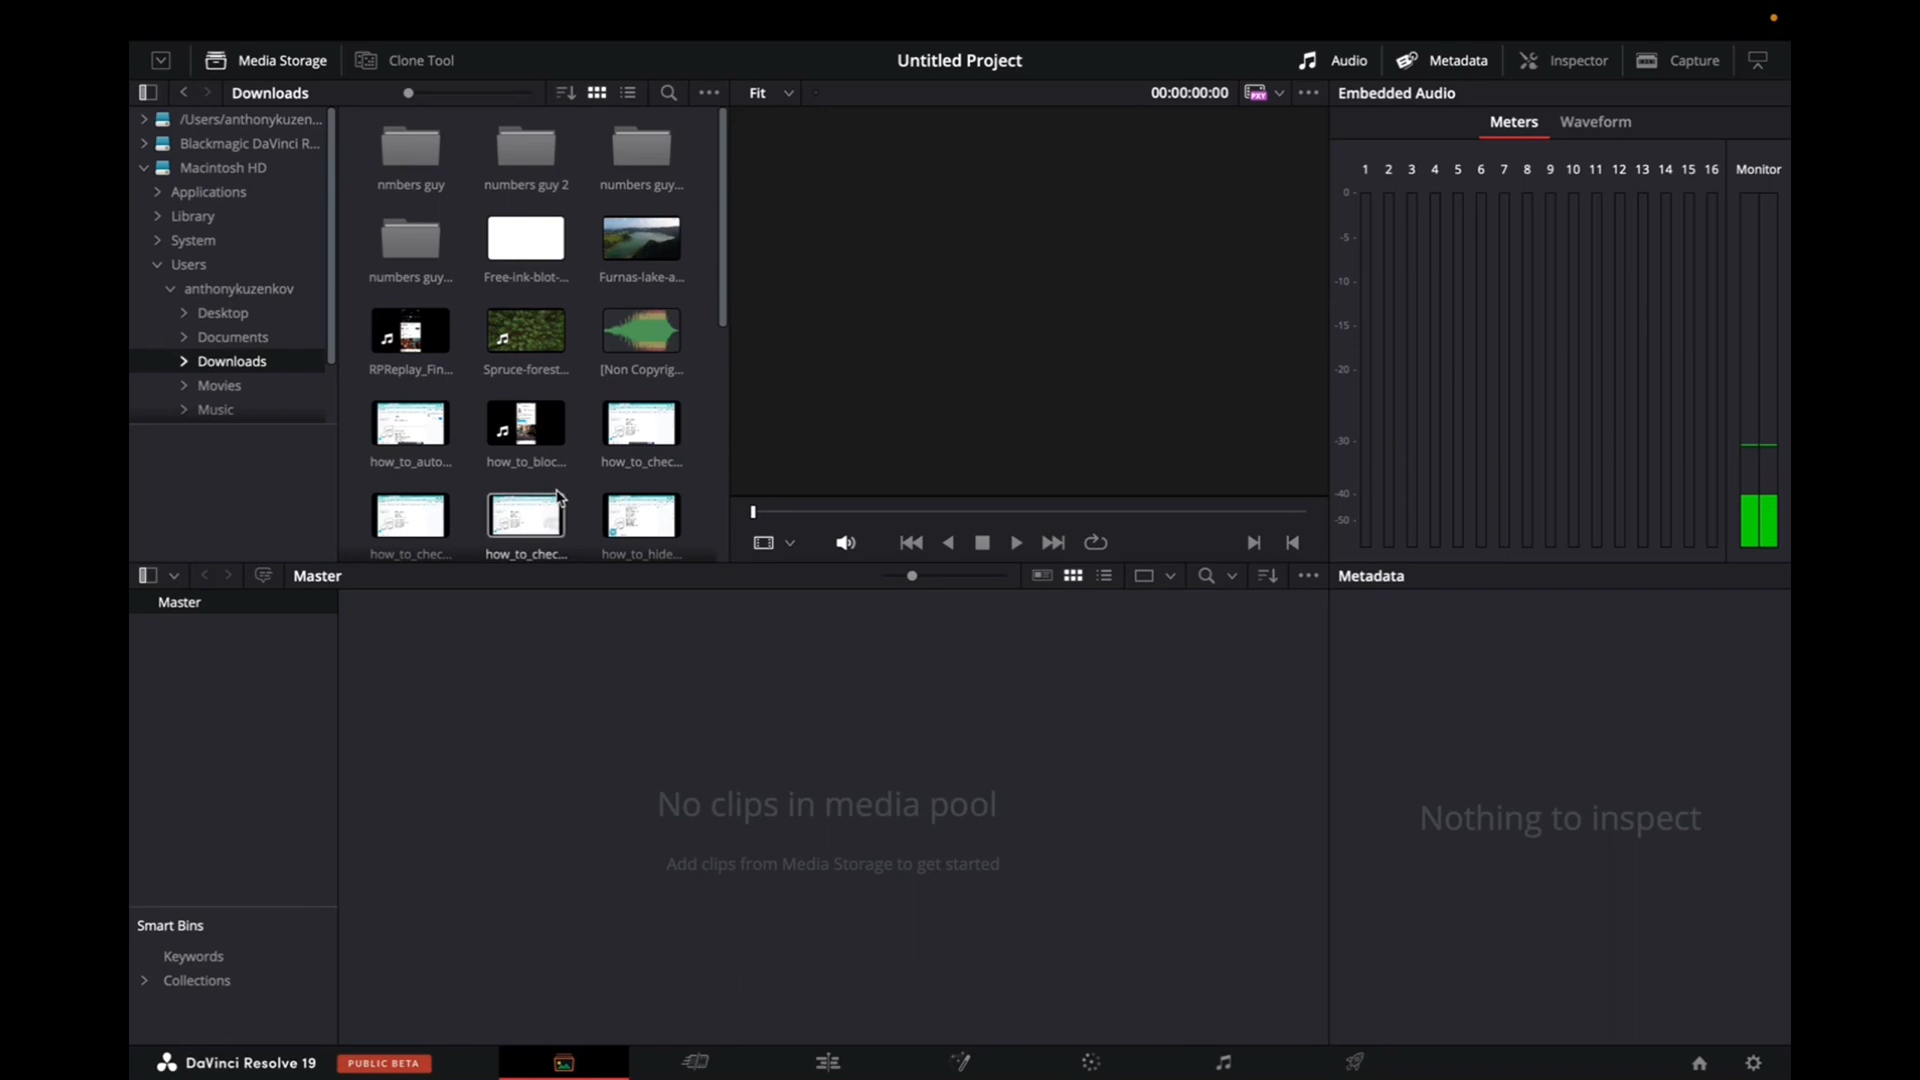 Media Storage
Clone Tool
Untitled Project
Audio
Metadata
Inspector
Capture
Downloads
Fit
00:00:00:00
PXY
Embedded Audio
Meters
Waveform
/Users/anthonykuzen...
Blackmagic DaVinci R...
Macintosh HD
Applications
Library
System
Users
anthonykuzenkov
Desktop
Documents
Downloads
Movies
Music
nmbers guy
numbers guy 2
numbers guy...
numbers guy...
Free-ink-blot-...
Furnas-lake-a...
RPReplay_Fin...
Spruce-forest...
[Non Copyrig...
how_to_auto...
how_to_bloc...
how_to_chec...
how_to_chec...
how_to_chec...
how_to_hide...
1 2 3 4 5 6 7 8 9 10 11 12 13 14 15 16 Monitor
0
-5
-10
-15
-20
-30
-40
-50
Master
Metadata
Master
No clips in media pool
Add clips from Media Storage to get started
Nothing to inspect
Smart Bins
Keywords
Collections
DaVinci Resolve 19
PUBLIC BETA